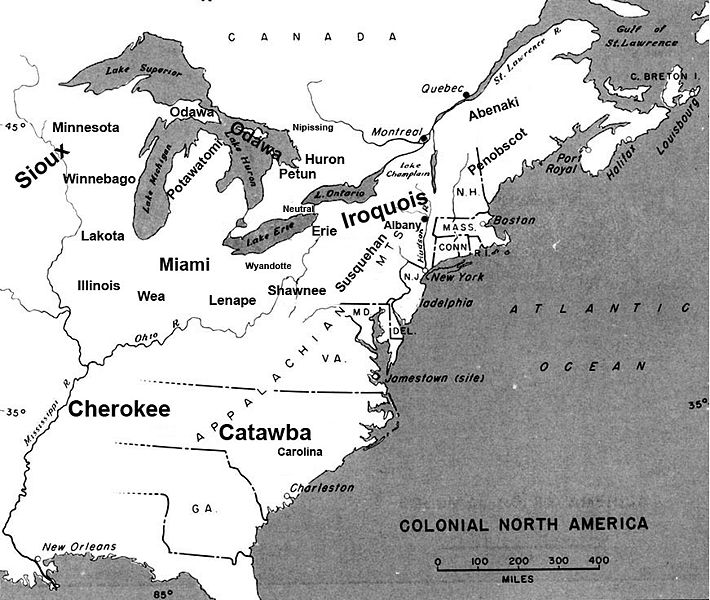 CANADA
Gulf of
St. Lawrence
St. Lawrence R.
Lake Superior
C. BRETON I.
Quebec
Louisbourg
Abenaki
Odawa
45°
Minnesota
Odawa
Nipissing
Montreal
Halifax
Sioux
Lake Huron
Huron
Lake
Champlain
Penobscot
Port
Royal
Potawatomi
Petun
Winnebago
Lake Michigan
L. Ontario
N.H.
Neutral
Iroquois
Albany
MASS.
Boston
Lakota
Lake Erie
Erie
Hudson R.
CONN
R.I.
Miami
Wyandotte
Susquehan
MTS
N.J.
New York
Illinois
Wea
Lenape
Shawnee
adelphia
ATLANTIC
MD
DEL.
Ohio R.
APPALACHIAN
VA.
OCEAN
Jamestown (site)
Mississippi R.
35°
Cherokee
35°
Catawba
Carolina
GA.
Charleston
COLONIAL NORTH AMERICA
New Orleans
0 100 200 300 400
MILES
85°